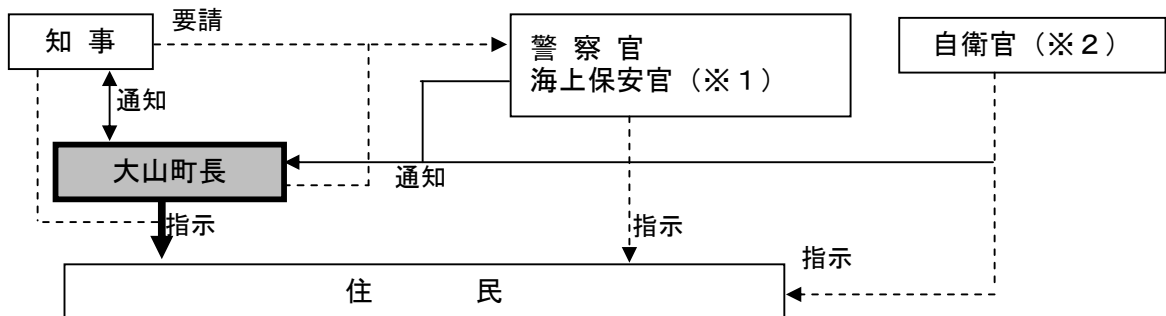 要請
知 事
警 察 官
海上保安官（※１）
自衛官（※２）
通知
大山町長
通知
指示
指示
指示
住 民